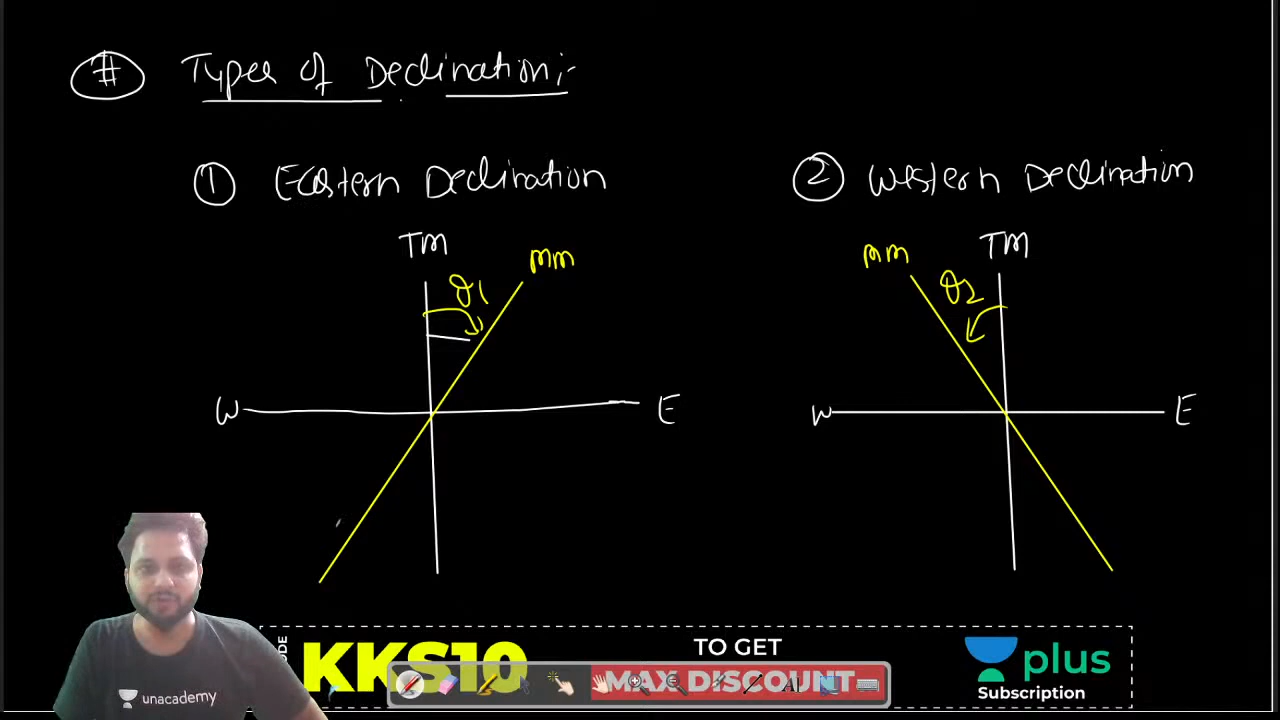 # Types of Declination:-
1 Eastern Declination
2 Western Declination
TM
MM
θ1
W
E
MM
TM
θ2
W
E
KKS10
TO GET
MAX DISCOUNT
plus
Subscription
unacademy